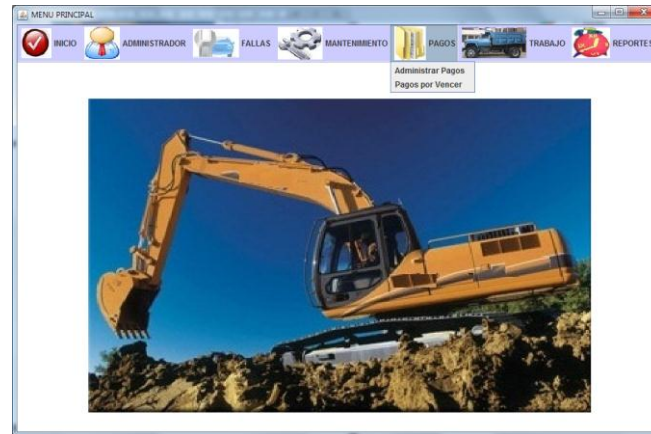 MENU PRINCIPAL
INICIO ADMINISTRADOR FALLAS MANTENIMIENTO PAGOS TRABAJO REPORTES
Administrar Pagos
Pagos por Vencer